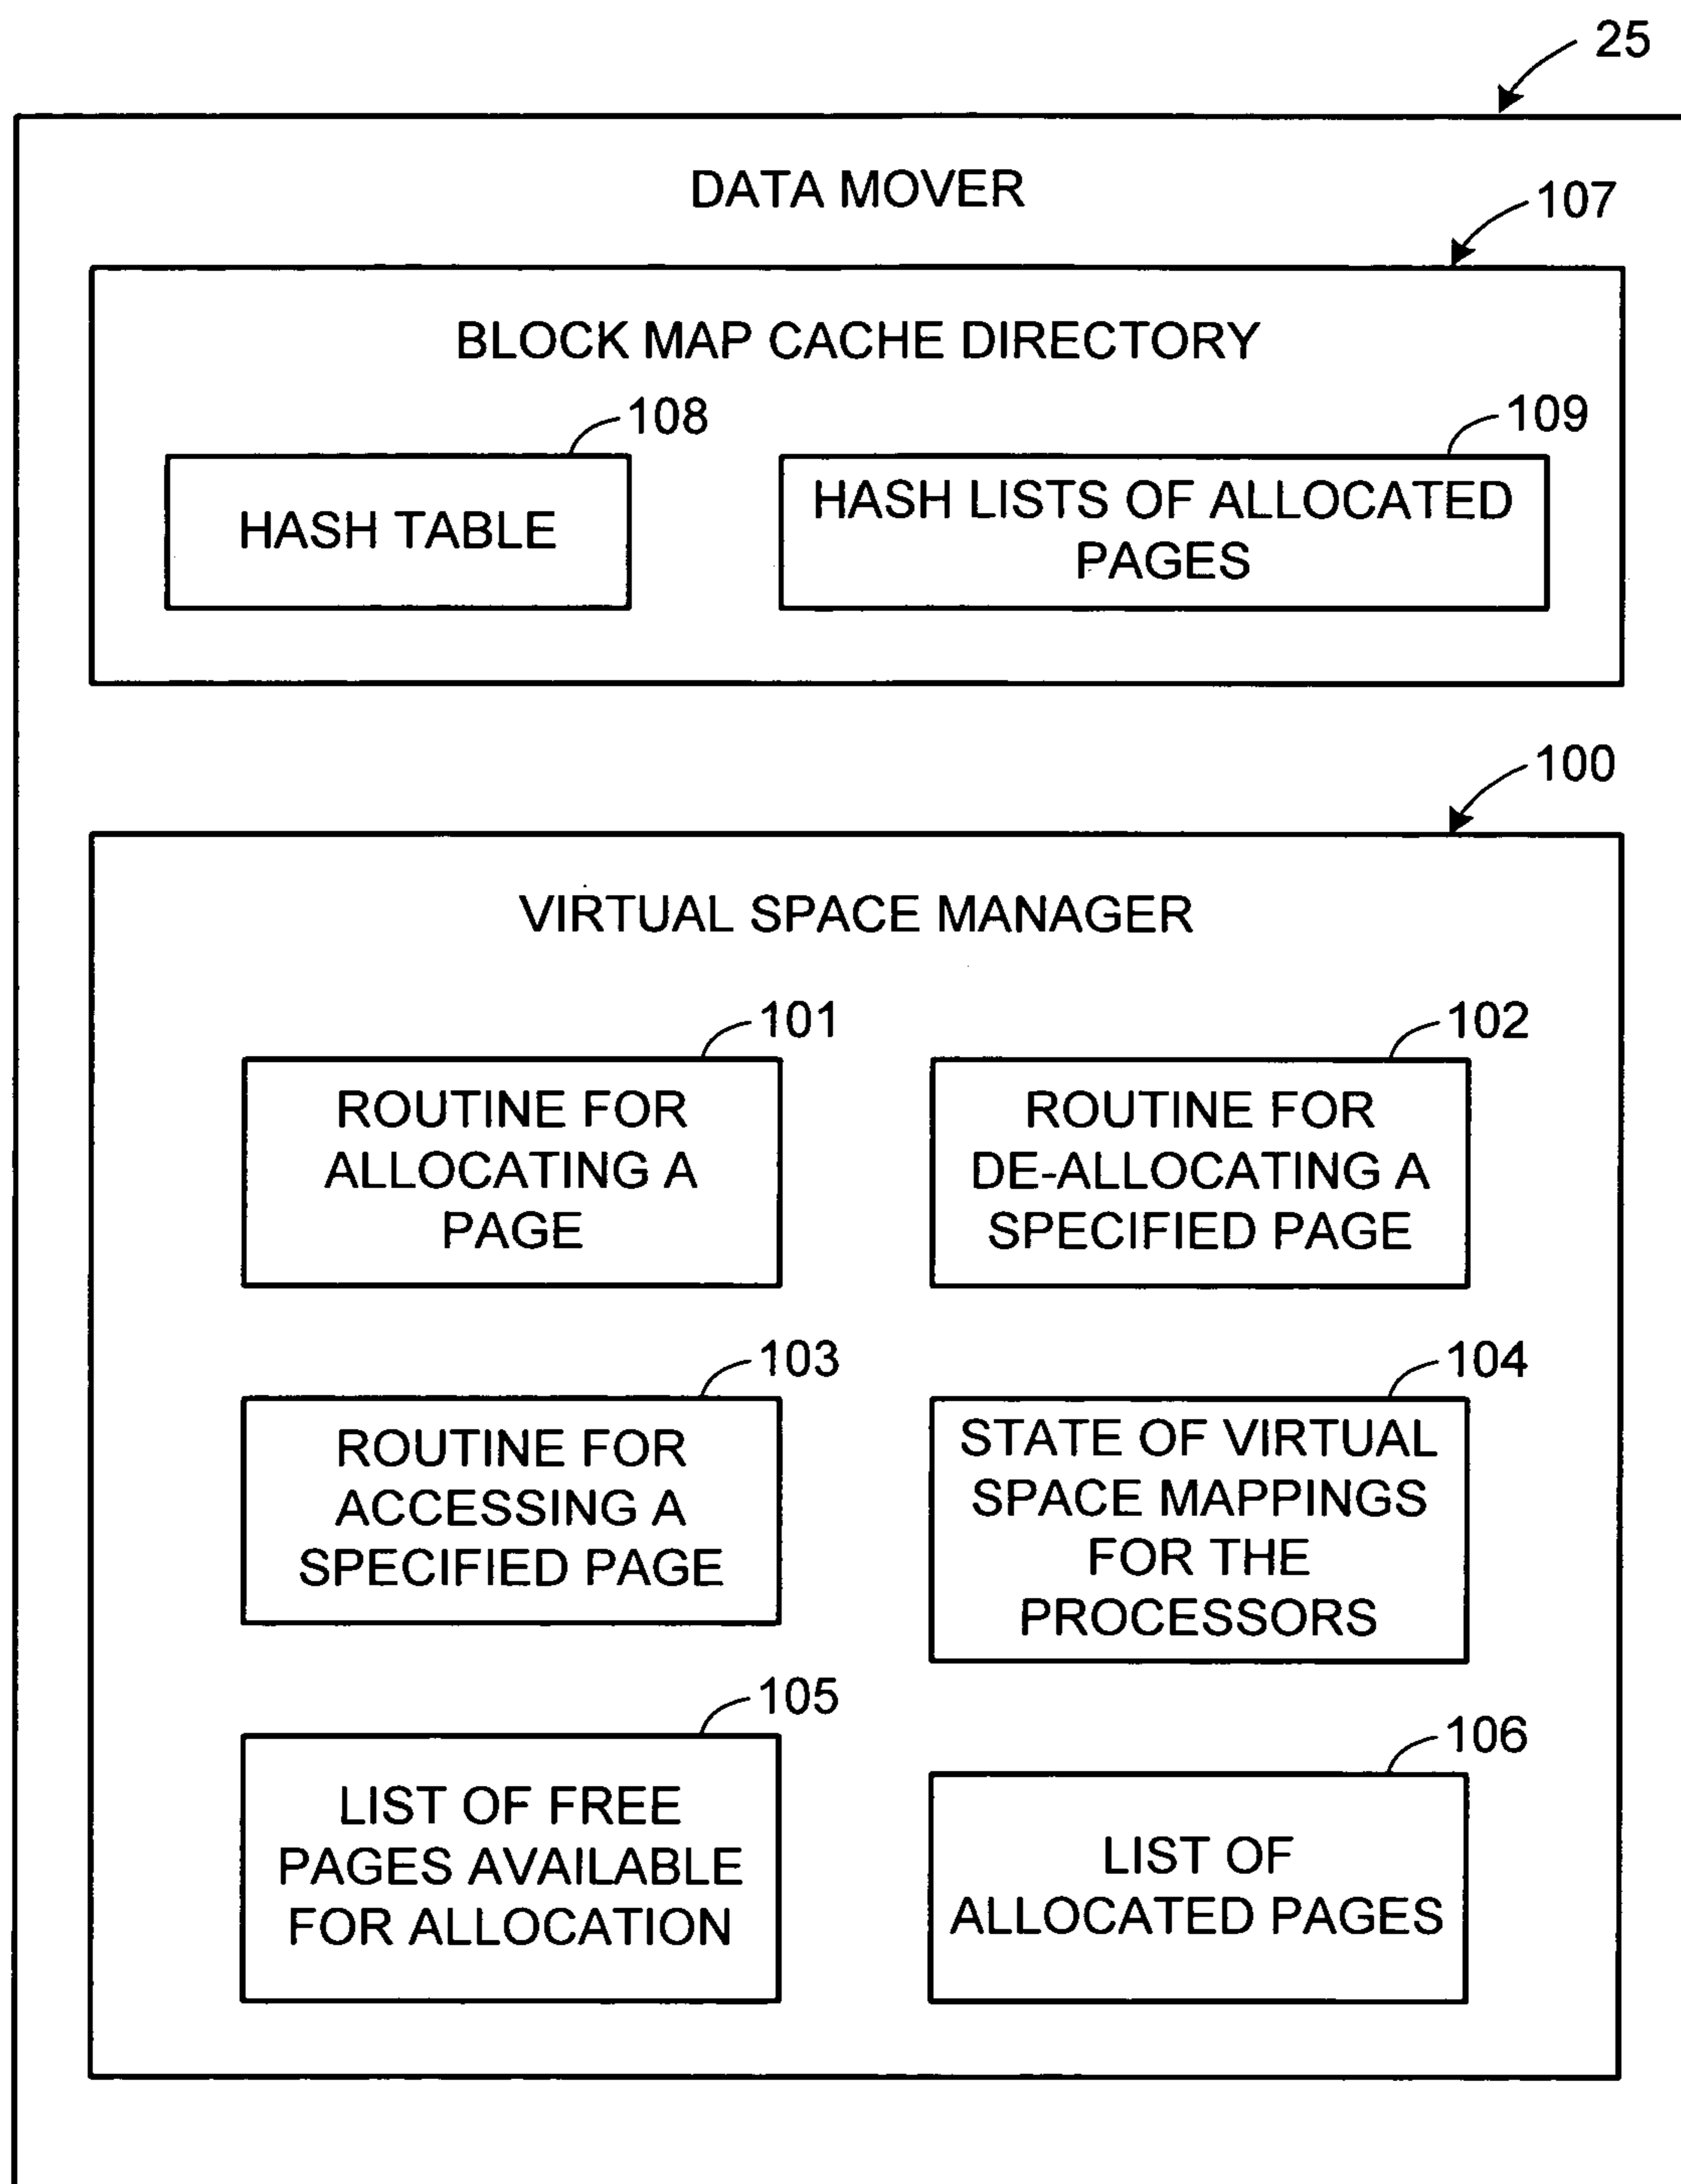 25
DATA MOVER
107
BLOCK MAP CACHE DIRECTORY
108
109
HASH TABLE
HASH LISTS OF ALLOCATED
PAGES
100
VIRTUAL SPACE MANAGER
101
102
ROUTINE FOR
ALLOCATING A
PAGE
ROUTINE FOR
DE-ALLOCATING A
SPECIFIED PAGE
103
104
ROUTINE FOR
ACCESSING A
SPECIFIED PAGE
STATE OF VIRTUAL
SPACE MAPPINGS
FOR THE
PROCESSORS
105
106
LIST OF FREE
PAGES AVAILABLE
FOR ALLOCATION
LIST OF
ALLOCATED PAGES